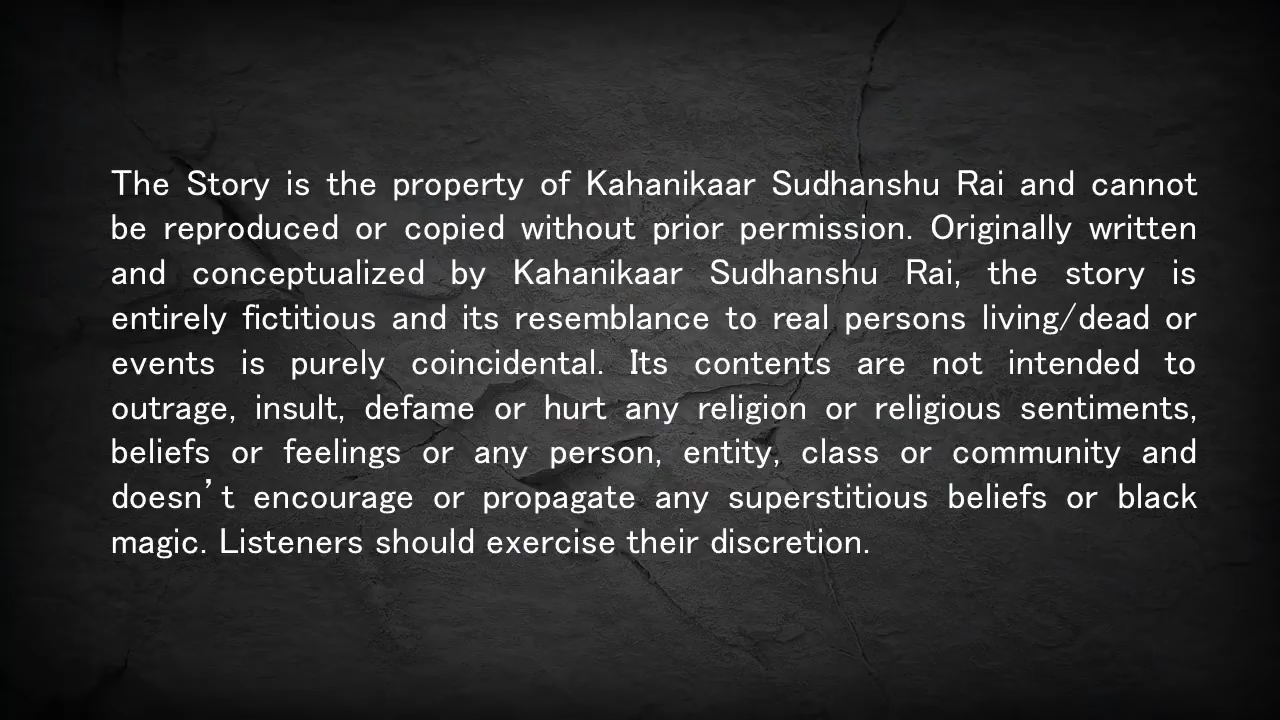 The Story is the property of Kahanikaar Sudhanshu Rai and cannot
be reproduced or copied without prior permission. Originally written
and conceptualized by Kahanikaar Sudhanshu Rai, the story is
entirely fictitious and its resemblance to real persons living/dead or
events is purely coincidental. Its contents are not intended to
outrage, insult, defame or hurt any religion or religious sentiments,
beliefs or feelings or any person, entity, class or community and
doesn’t encourage or propagate any superstitious beliefs or black
magic. Listeners should exercise their discretion.